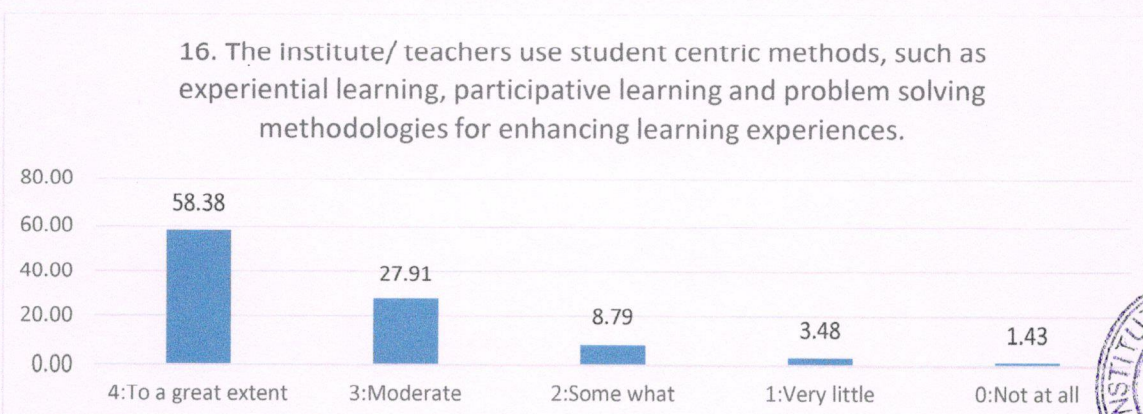 16. The institute/ teachers use student centric methods, such as
experiential learning, participative learning and problem solving
methodologies for enhancing learning experiences.
80.00
60.00
40.00
20.00
0.00
58.38
27.91
8.79
3.48
1.43
4:To a great extent
3:Moderate
2:Some what
1:Very little
0:Not at all